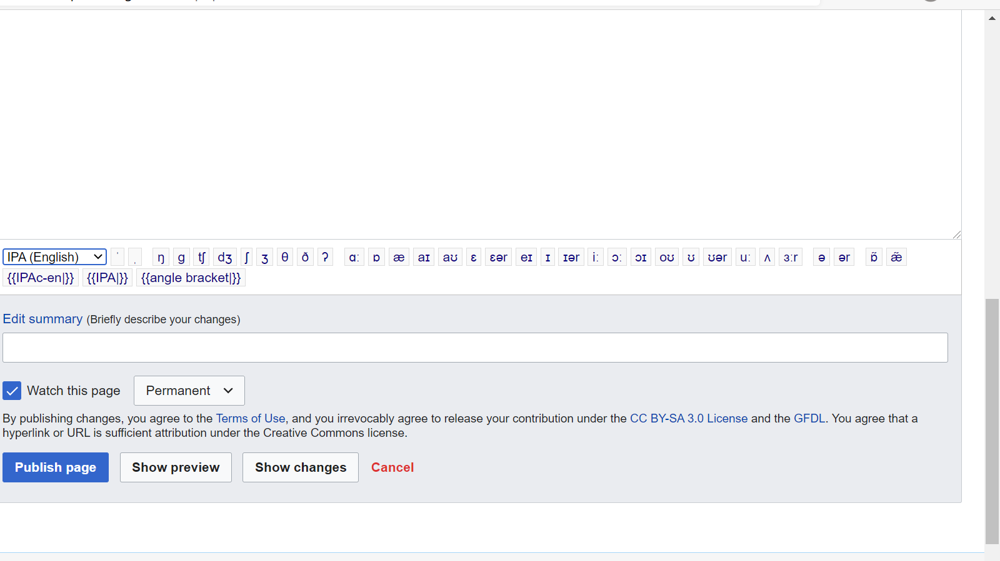 IPA (English) ˈ ˌ ŋ ɡ tʃ dʒ ʃ ʒ θ ð ʔ ɑː ɒ æ aɪ aʊ ɛ ɛər eɪ ɪ ɪər iː ɔː ɔɪ oʊ ʊ ʊər uː ʌ ɜːr ə ər ɒ̃ æ̃
{{IPAc-en|}} {{IPA|}} {{angle bracket|}}
Edit summary (Briefly describe your changes)
Watch this page Permanent
By publishing changes, you agree to the Terms of Use, and you irrevocably agree to release your contribution under the CC BY-SA 3.0 License and the GFDL. You agree that a
hyperlink or URL is sufficient attribution under the Creative Commons license.
Publish page Show preview Show changes Cancel